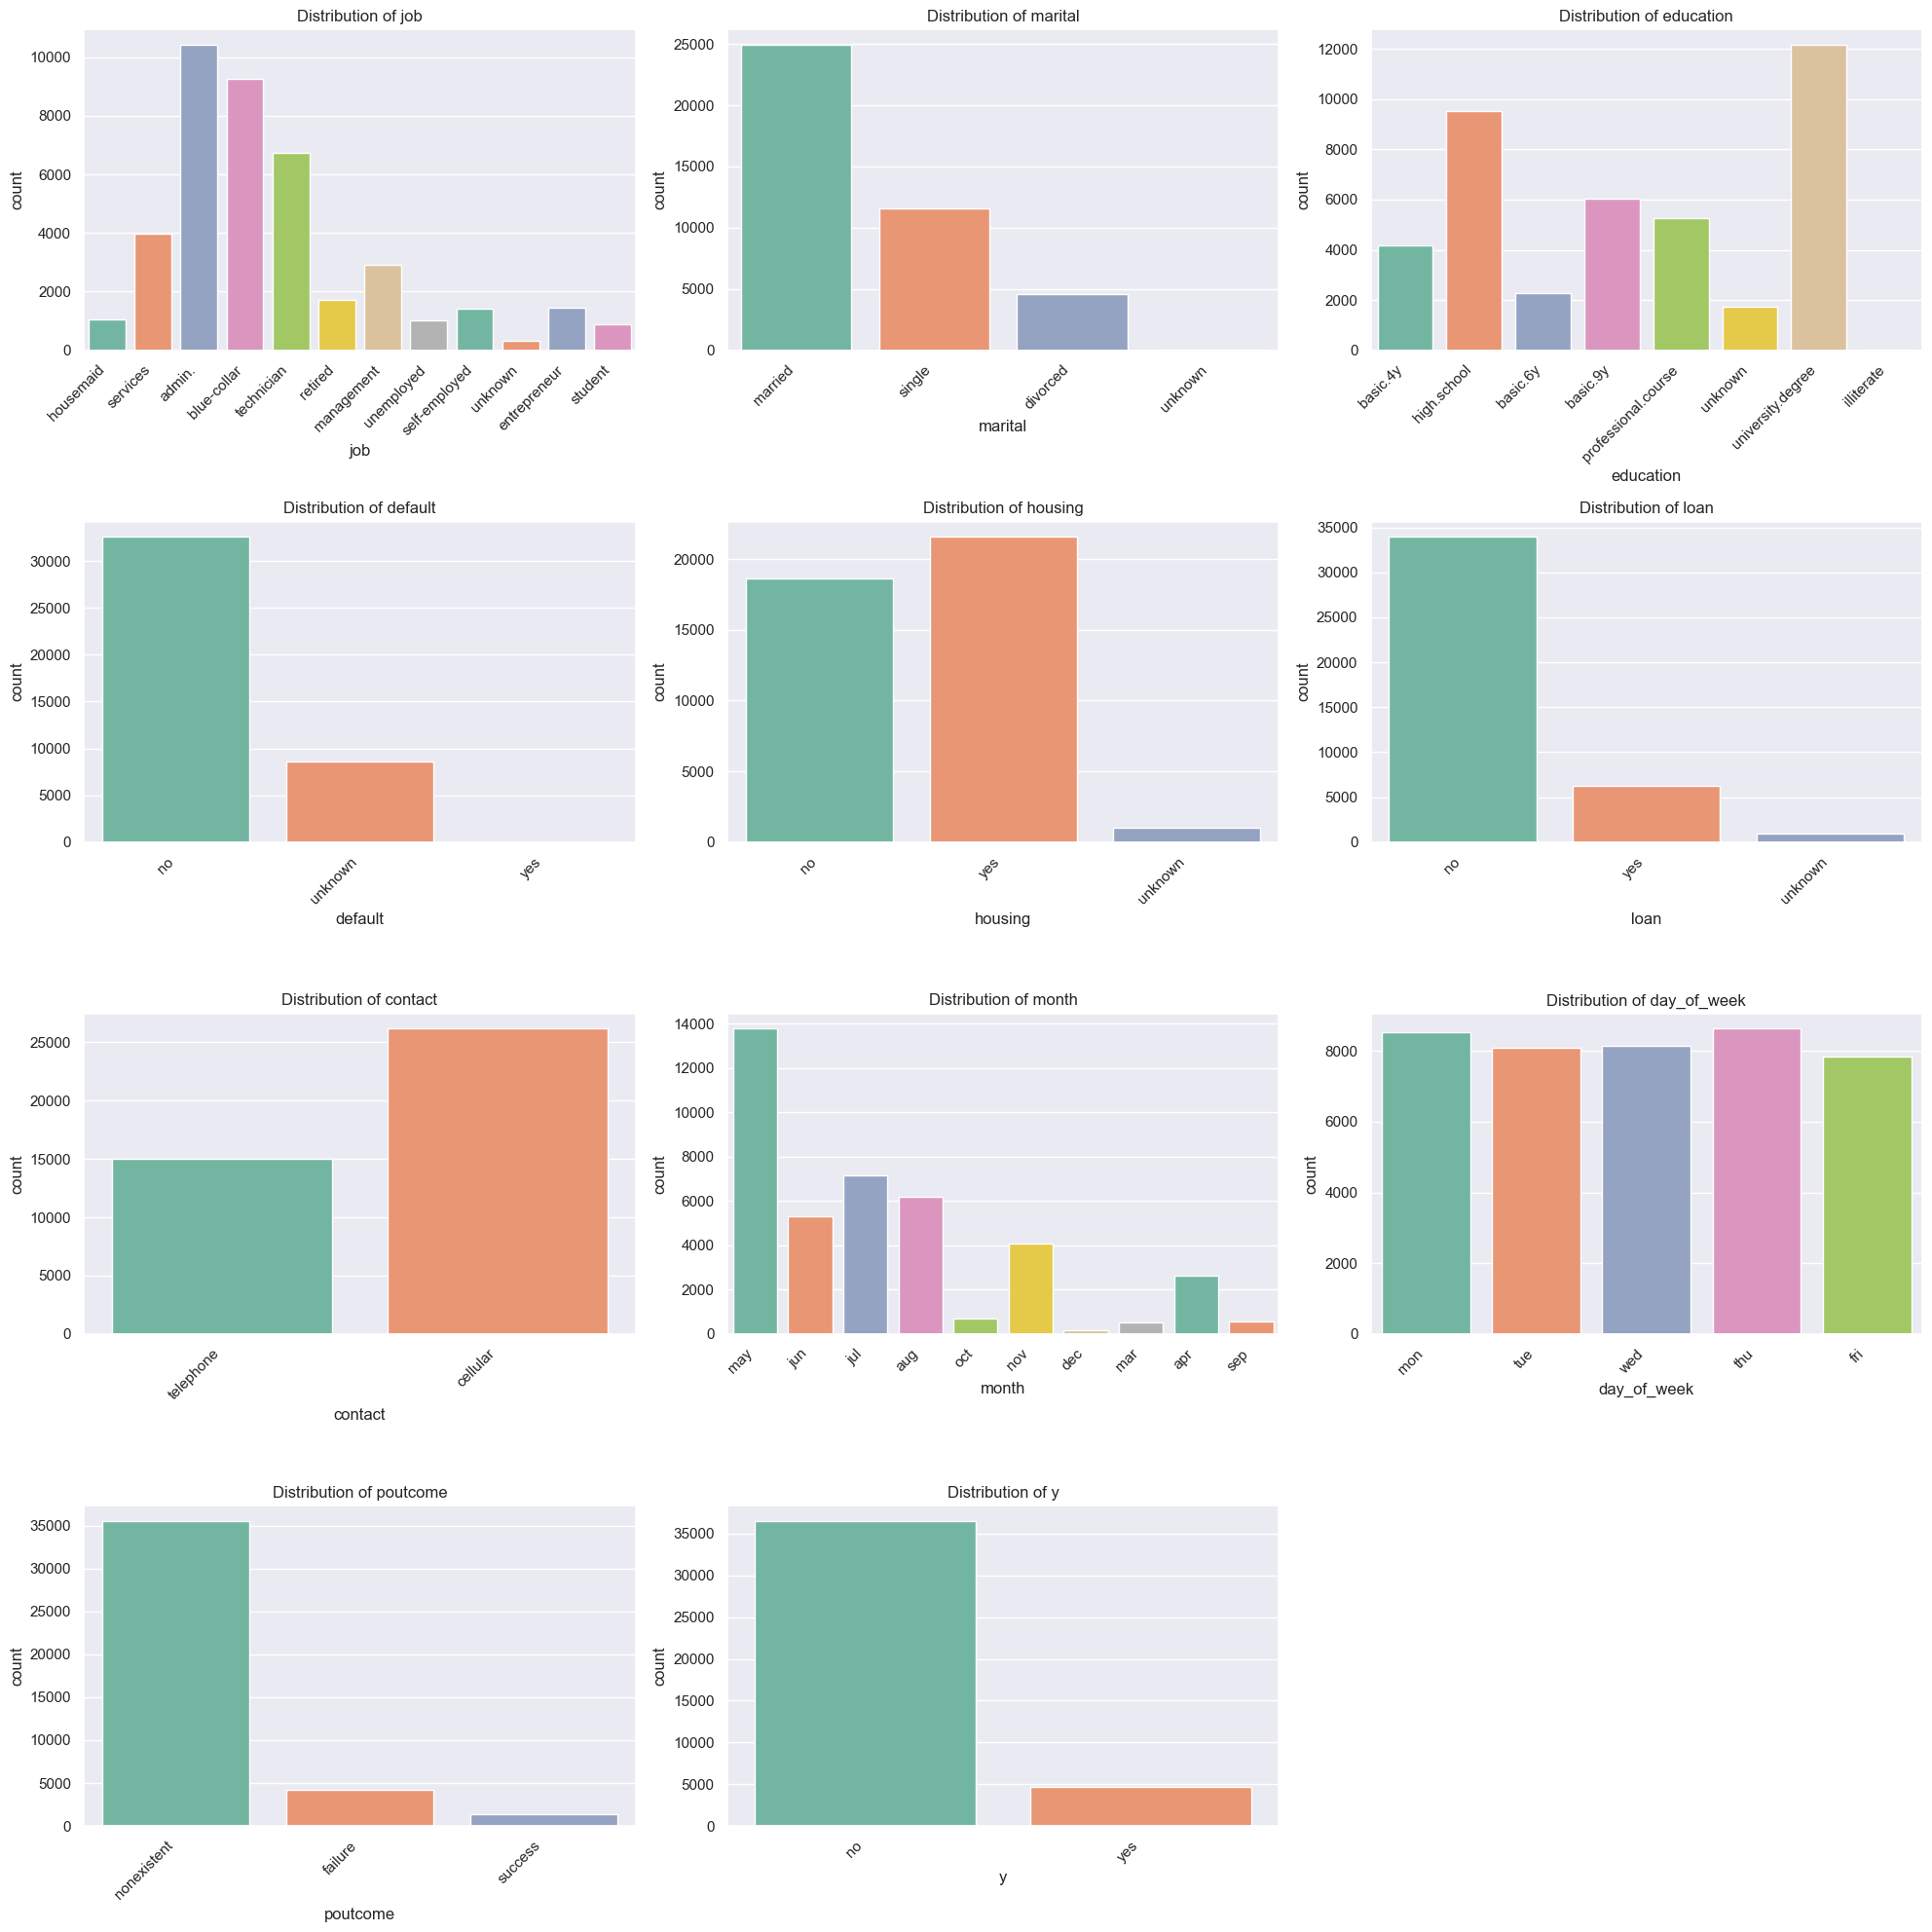 Distribution of job
count
10000
8000
6000
4000
2000
0
housemaid
services
admin.
blue-collar
technician
retired
management
unemployed
self-employed
unknown
entrepreneur
student
job
Distribution of marital
count
25000
20000
15000
10000
5000
0
married
single
divorced
unknown
marital
Distribution of education
count
12000
10000
8000
6000
4000
2000
0
basic.4y
high.school
basic.6y
basic.9y
professional.course
unknown
university.degree
illiterate
education
Distribution of default
count
30000
25000
20000
15000
10000
5000
0
no
unknown
yes
default
Distribution of housing
count
20000
15000
10000
5000
0
no
yes
unknown
housing
Distribution of loan
count
35000
30000
25000
20000
15000
10000
5000
0
no
yes
unknown
loan
Distribution of contact
count
25000
20000
15000
10000
5000
0
telephone
cellular
contact
Distribution of month
count
14000
12000
10000
8000
6000
4000
2000
0
may
jun
jul
aug
oct
nov
dec
mar
apr
sep
month
Distribution of day_of_week
count
8000
6000
4000
2000
0
mon
tue
wed
thu
fri
day_of_week
Distribution of poutcome
count
35000
30000
25000
20000
15000
10000
5000
0
nonexistent
failure
success
poutcome
Distribution of y
count
35000
30000
25000
20000
15000
10000
5000
0
no
yes
y